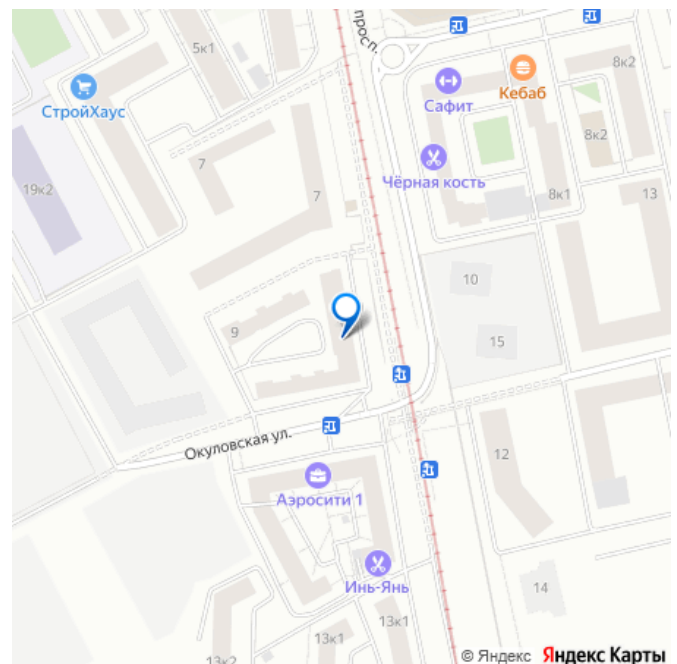 просп.
5к1
СтройХаус
Сафит
Кебаб
8к2
8к2
7
Чёрная кость
19к2
7
8к1
13
10
9
15
Окуловская ул.
12
Аэросити 1
Инь-Янь
14
13к1
13к1
13к2
© Яндекс Яндекс Карты